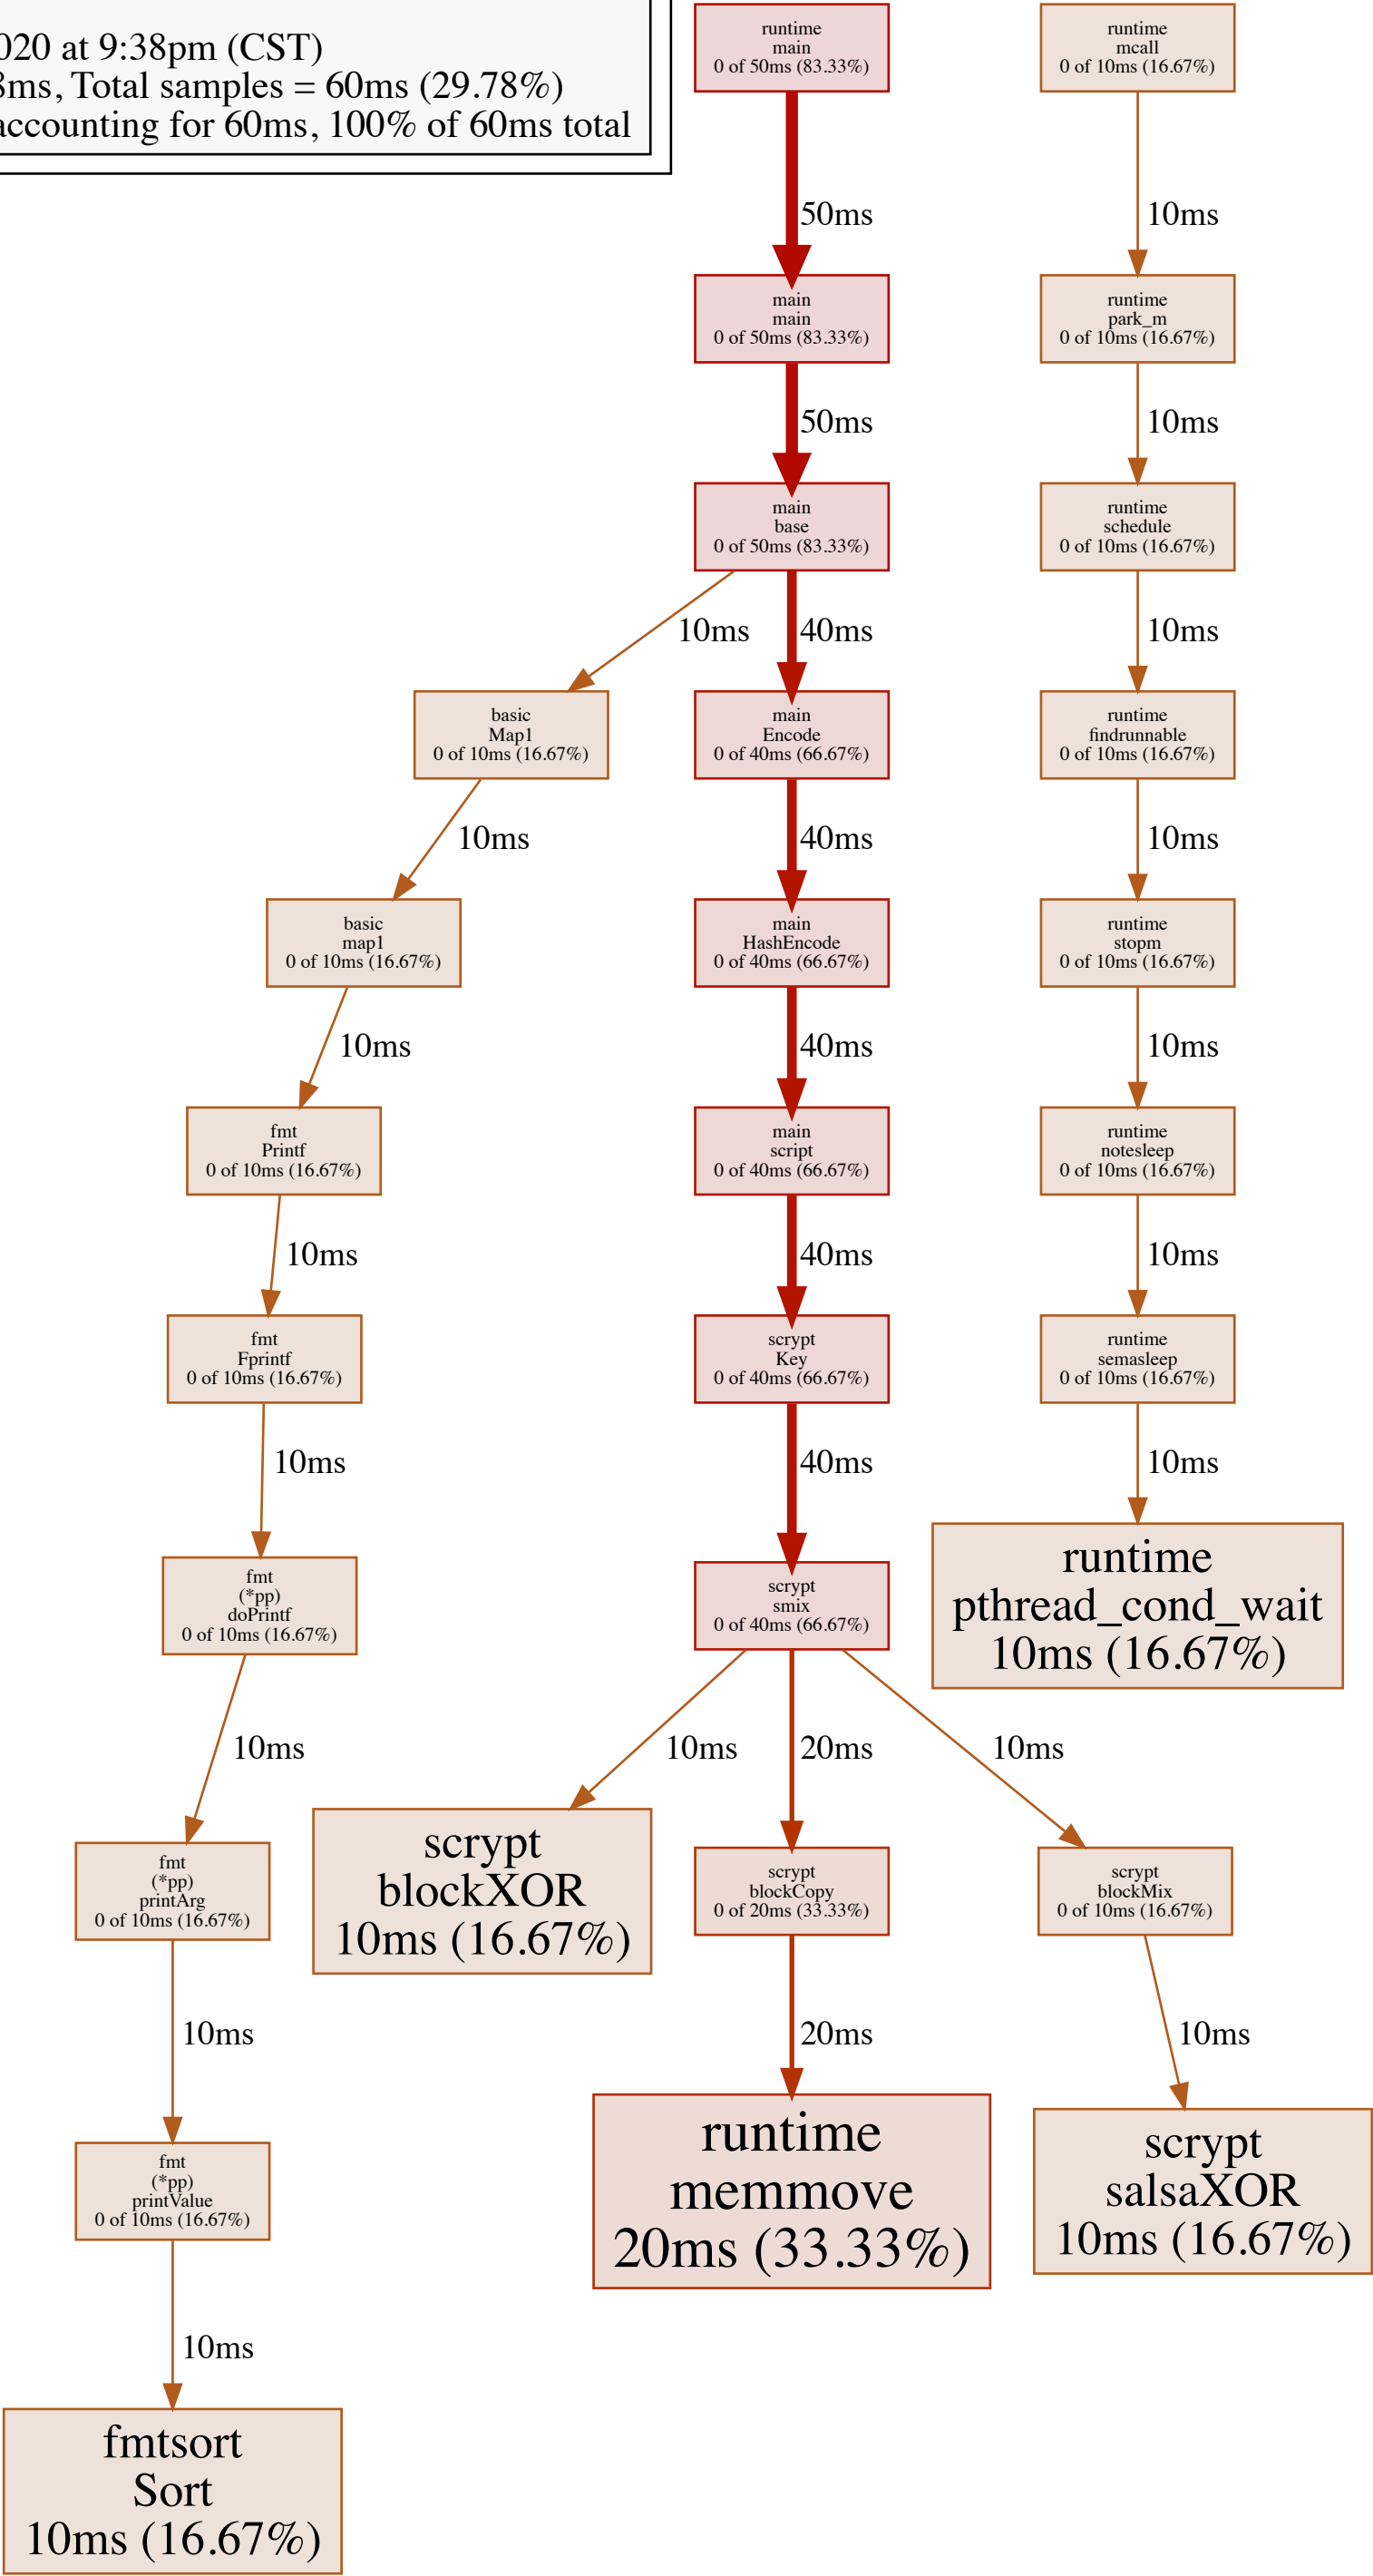 020 at 9:38pm (CST)
8ms, Total samples = 60ms (29.78%)
accounting for 60ms, 100% of 60ms total
runtime
main
0 of 50ms (83.33%)
runtime
mcall
0 of 10ms (16.67%)
50ms
10ms
main
main
0 of 50ms (83.33%)
runtime
park_m
0 of 10ms (16.67%)
50ms
10ms
main
base
0 of 50ms (83.33%)
runtime
schedule
0 of 10ms (16.67%)
10ms
40ms
10ms
basic
Map1
0 of 10ms (16.67%)
main
Encode
0 of 40ms (66.67%)
runtime
findrunnable
0 of 10ms (16.67%)
10ms
40ms
10ms
basic
map1
0 of 10ms (16.67%)
main
HashEncode
0 of 40ms (66.67%)
runtime
stopm
0 of 10ms (16.67%)
10ms
40ms
10ms
fmt
Printf
0 of 10ms (16.67%)
main
script
0 of 40ms (66.67%)
runtime
notesleep
0 of 10ms (16.67%)
10ms
40ms
10ms
fmt
Fprintf
0 of 10ms (16.67%)
scrypt
Key
0 of 40ms (66.67%)
runtime
semasleep
0 of 10ms (16.67%)
10ms
40ms
10ms
fmt
(*pp)
doPrintf
0 of 10ms (16.67%)
scrypt
smix
0 of 40ms (66.67%)
runtime
pthread_cond_wait
10ms (16.67%)
10ms
10ms
20ms
10ms
fmt
(*pp)
printArg
0 of 10ms (16.67%)
scrypt
blockXOR
10ms (16.67%)
scrypt
blockCopy
0 of 20ms (33.33%)
scrypt
blockMix
0 of 10ms (16.67%)
10ms
20ms
10ms
fmt
(*pp)
printValue
0 of 10ms (16.67%)
runtime
memmove
20ms (33.33%)
scrypt
salsaXOR
10ms (16.67%)
10ms
fmtsort
Sort
10ms (16.67%)